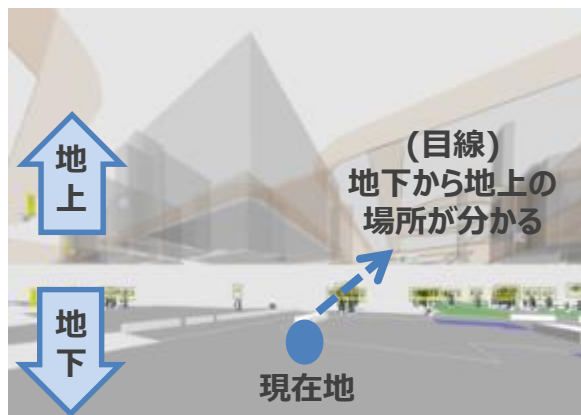 地
上
(目線)
地下から地上の
場所が分かる
地
下
現在地